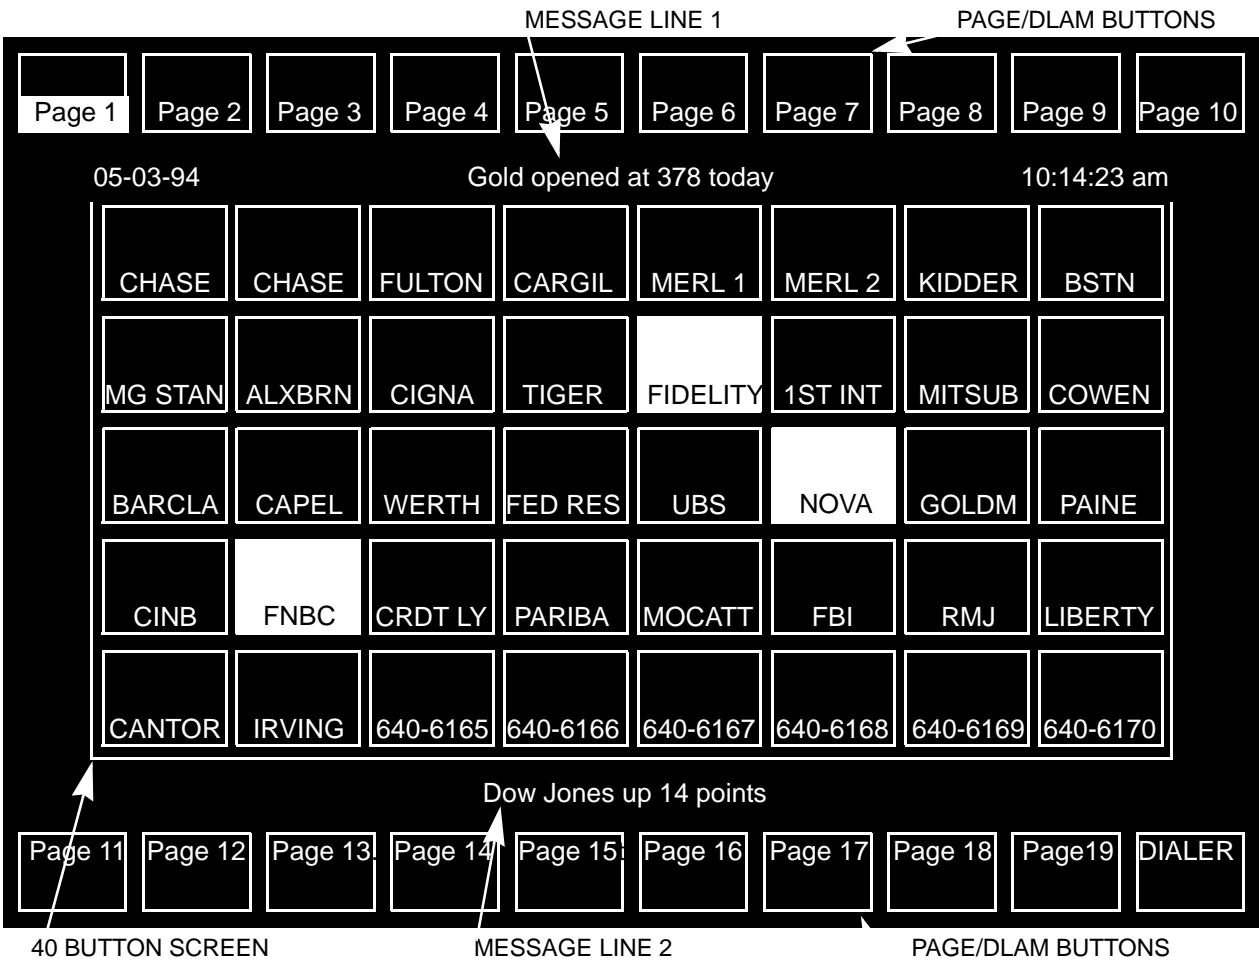 MESSAGE LINE 1 PAGE/DLAM BUTTONS
Page 1 Page 2 Page 3 Page 4 Page 5 Page 6 Page 7 Page 8 Page 9 Page 10
05-03-94 Gold opened at 378 today 10:14:23 am
CHASE CHASE FULTON CARGIL MERL 1 MERL 2 KIDDER BSTN
MG STAN ALXBRN CIGNA TIGER FIDELITY 1ST INT MITSUB COWEN
BARCLA CAPEL WERTH FED RES UBS NOVA GOLDM PAINE
CINB FNBC CRDT LY PARIBA MOCATT FBI RMJ LIBERTY
CANTOR IRVING 640-6165 640-6166 640-6167 640-6168 640-6169 640-6170
Dow Jones up 14 points
Page 11 Page 12 Page 13 Page 14 Page 15 Page 16 Page 17 Page 18 Page19 DIALER
40 BUTTON SCREEN MESSAGE LINE 2 PAGE/DLAM BUTTONS